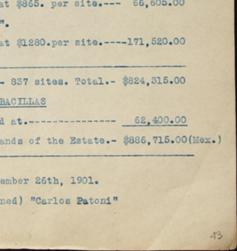 at $865. per site.--- 66,605.00
".
at $1280.per site.----171,520.00
- 837 sites. Total.- $824,315.00
BACILLAS
d at.--------------- 62,400.00
ands of the Estate.- $886,715.00(Mex.)
ember 26th, 1901.
ned) "Carlos Patoni"
43